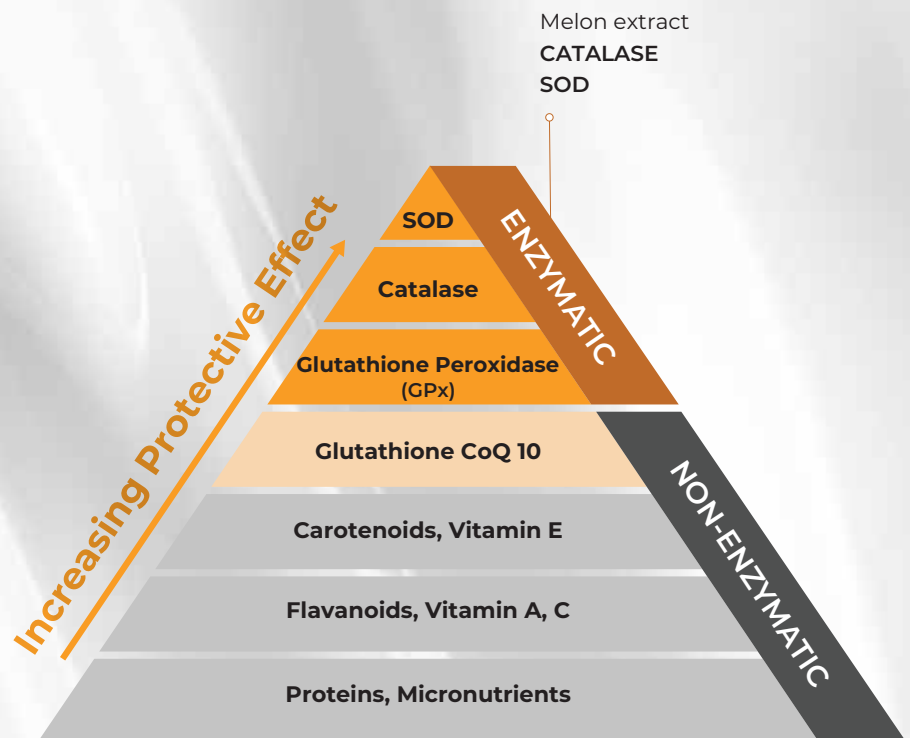 Melon extract
CATALASE
SOD
Increasing Protective Effect
SOD
ENZYMATIC
Catalase
Glutathione Peroxidase
(GPx)
Glutathione CoQ 10
NON-ENZYMATIC
Carotenoids, Vitamin E
Flavanoids, Vitamin A, C
Proteins, Micronutrients